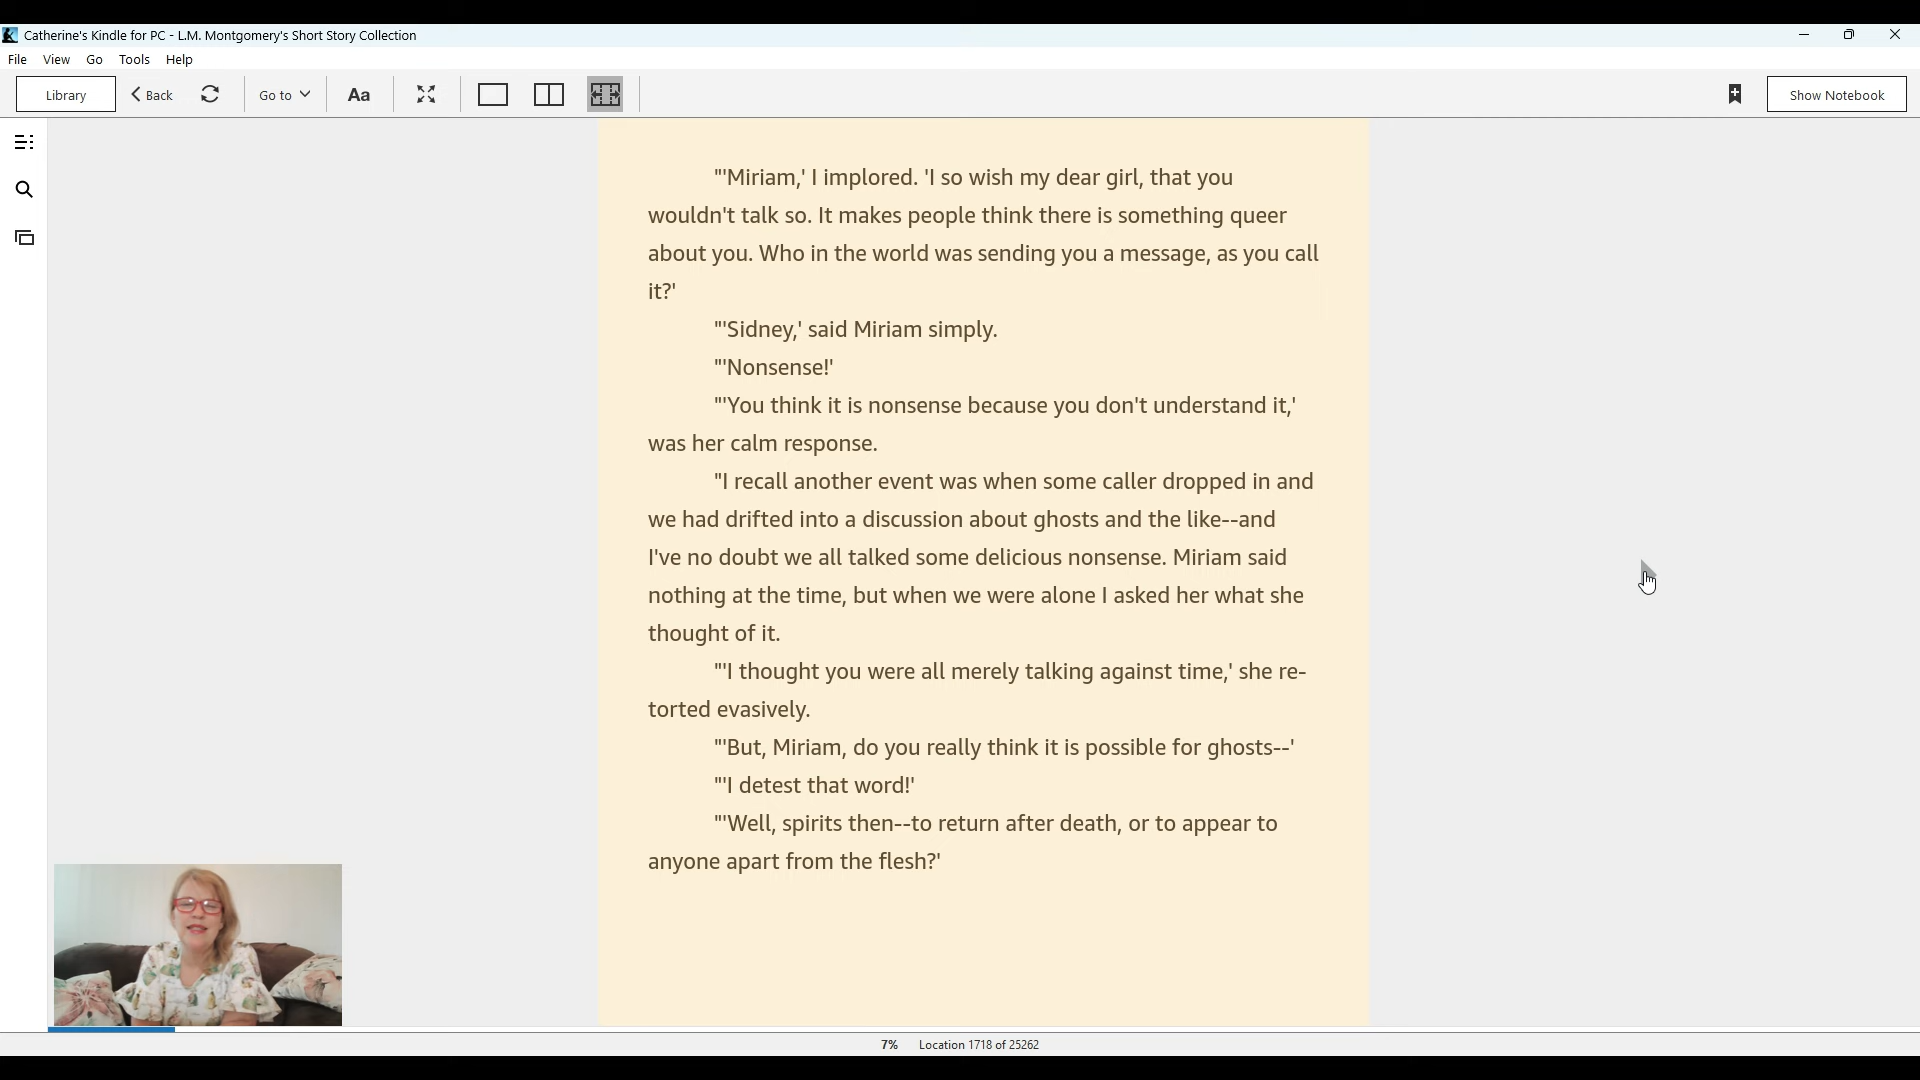 Catherine's Kindle for PC - L.M. Montgomery's Short Story Collection
File View Go Tools Help
Library Back Go to Aa Show Notebook
"'Miriam,' I implored. 'I so wish my dear girl, that you
wouldn't talk so. It makes people think there is something queer
about you. Who in the world was sending you a message, as you call
it?'
"'Sidney,' said Miriam simply.
"'Nonsense!'
"'You think it is nonsense because you don't understand it,'
was her calm response.
"I recall another event was when some caller dropped in and
we had drifted into a discussion about ghosts and the like--and
I've no doubt we all talked some delicious nonsense. Miriam said
nothing at the time, but when we were alone I asked her what she
thought of it.
"'I thought you were all merely talking against time,' she re-
torted evasively.
"'But, Miriam, do you really think it is possible for ghosts--'
"'I detest that word!'
"'Well, spirits then--to return after death, or to appear to
anyone apart from the flesh?'
7% Location 1718 of 25262